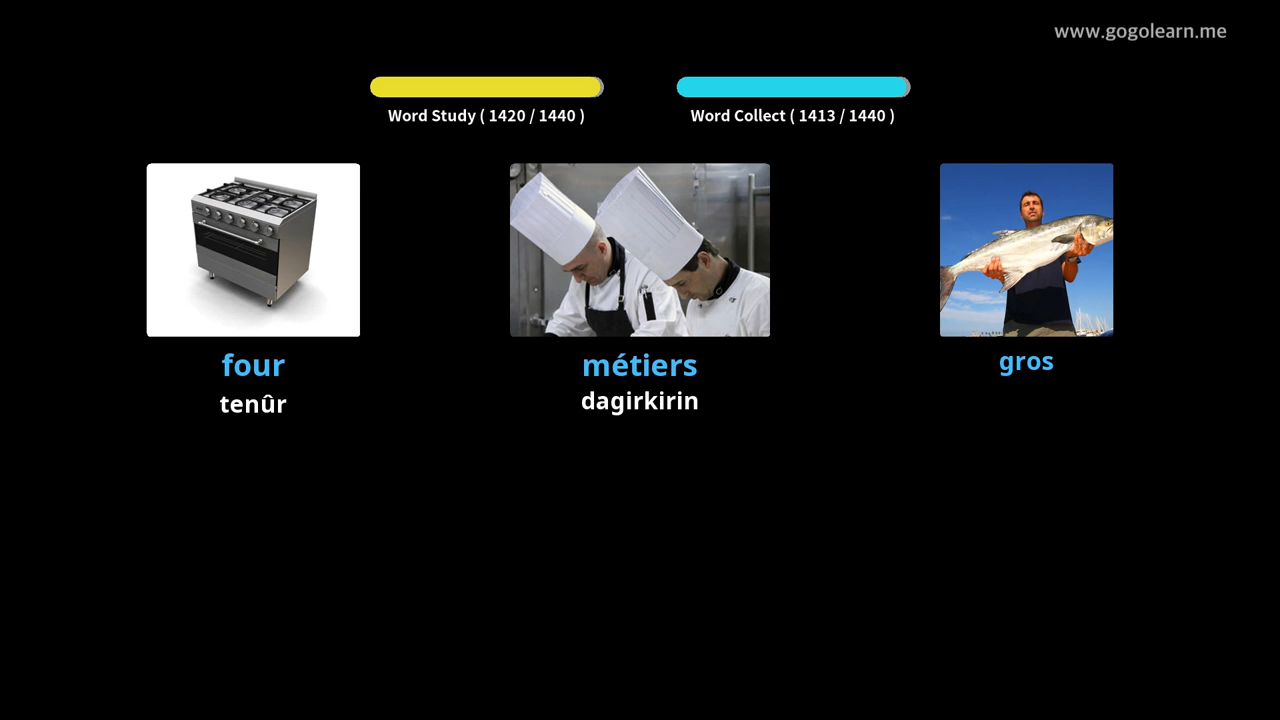 www.gogolearn.me
Word Study ( 1420 / 1440 )
Word Collect ( 1413 / 1440 )
four
métiers
gros
tenûr
dagirkirin